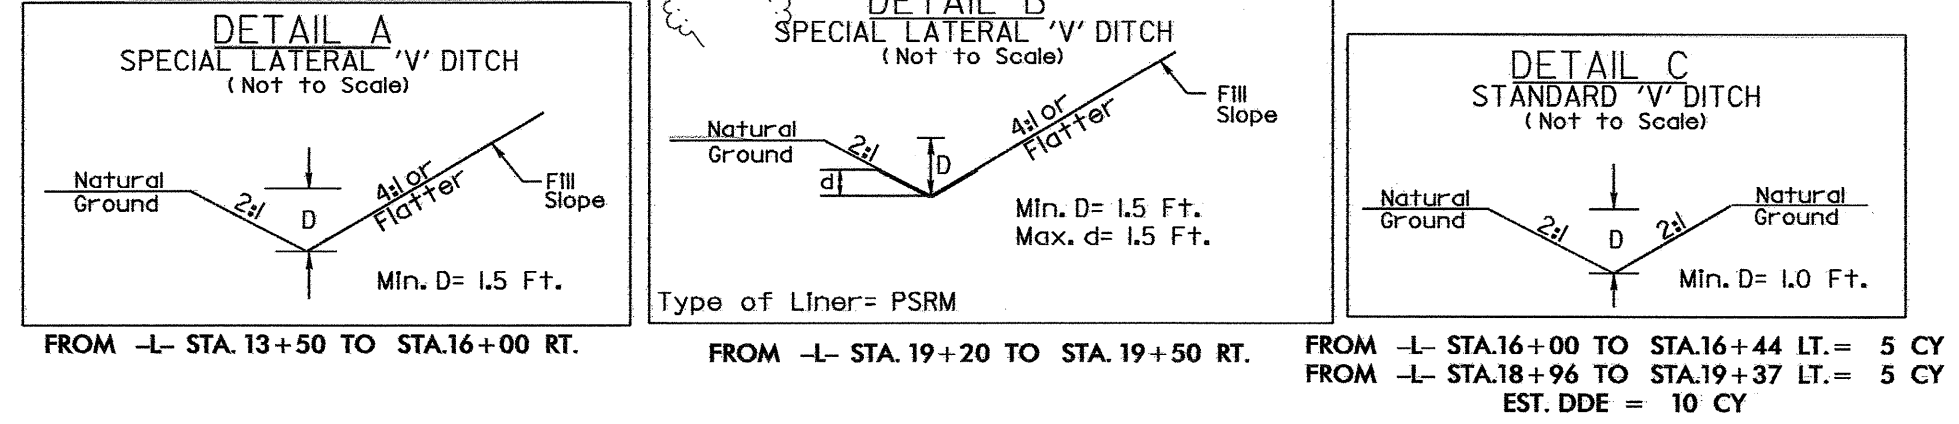 DETAIL A
SPECIAL LATERAL 'V' DITCH
(Not to Scale)
Natural
Ground
2:1
D
4:1 or
Flatter
Fill
Slope
Min. D= 1.5 Ft.
FROM -L- STA. 13+50 TO STA.16+00 RT.
DETAIL B
SPECIAL LATERAL 'V' DITCH
(Not to Scale)
Natural
Ground
2:1
d
D
4:1 or
Flatter
Fill
Slope
Min. D= 1.5 Ft.
Max. d= 1.5 Ft.
Type of Liner= PSRM
FROM -L- STA. 19+20 TO STA. 19+50 RT.
DETAIL C
STANDARD 'V' DITCH
(Not to Scale)
Natural
Ground
2:1
D
2:1
Natural
Ground
Min. D= 1.0 Ft.
FROM -L- STA.16+00 TO STA.16+44 LT.= 5 CY
FROM -L- STA.18+96 TO STA.19+37 LT.= 5 CY
EST. DDE = 10 CY